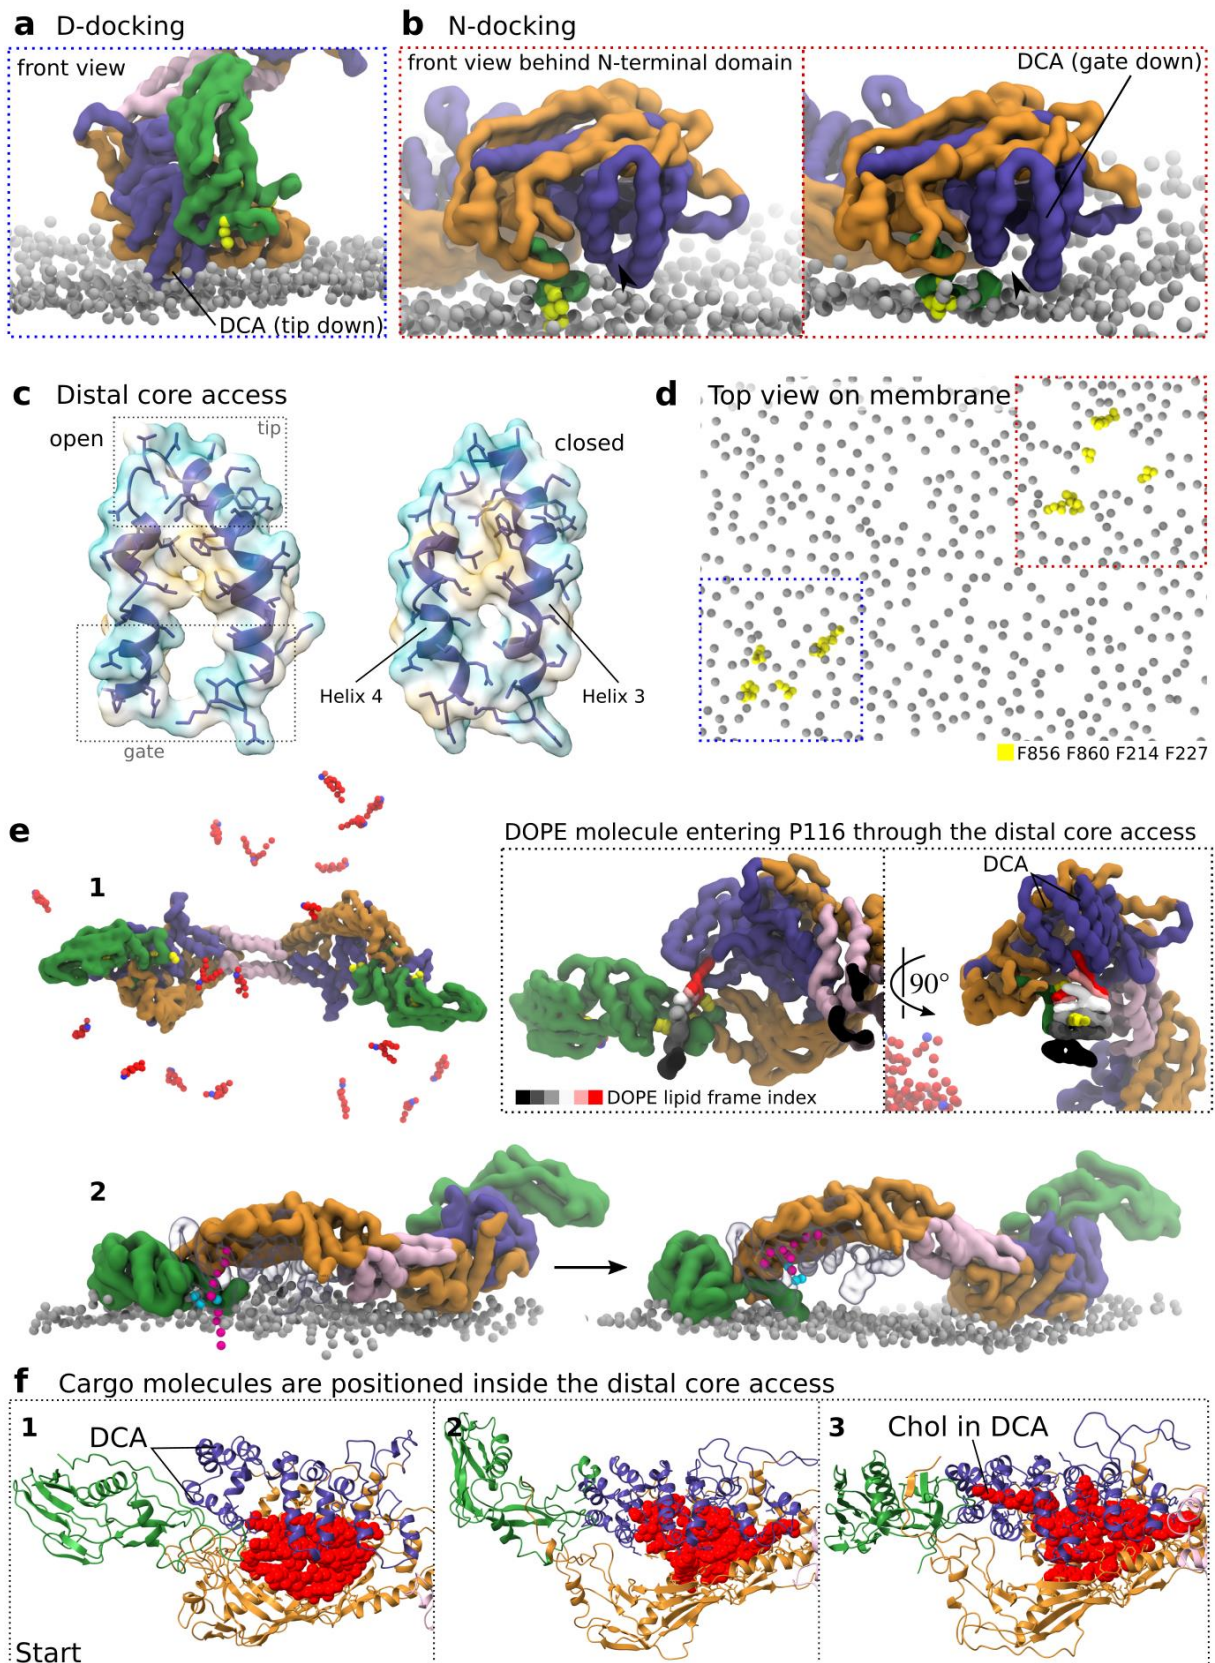 a D-docking
front view
DCA (tip down)
b N-docking
front view behind N-terminal domain
DCA (gate down)
c Distal core access
open
tip
closed
Helix 4
Helix 3
gate
d Top view on membrane
F856 F860 F214 F227
e
1
DOPE molecule entering P116 through the distal core access
DCA
90°
DOPE lipid frame index
2
f Cargo molecules are positioned inside the distal core access
1
DCA
Start
2
3
Chol in DCA